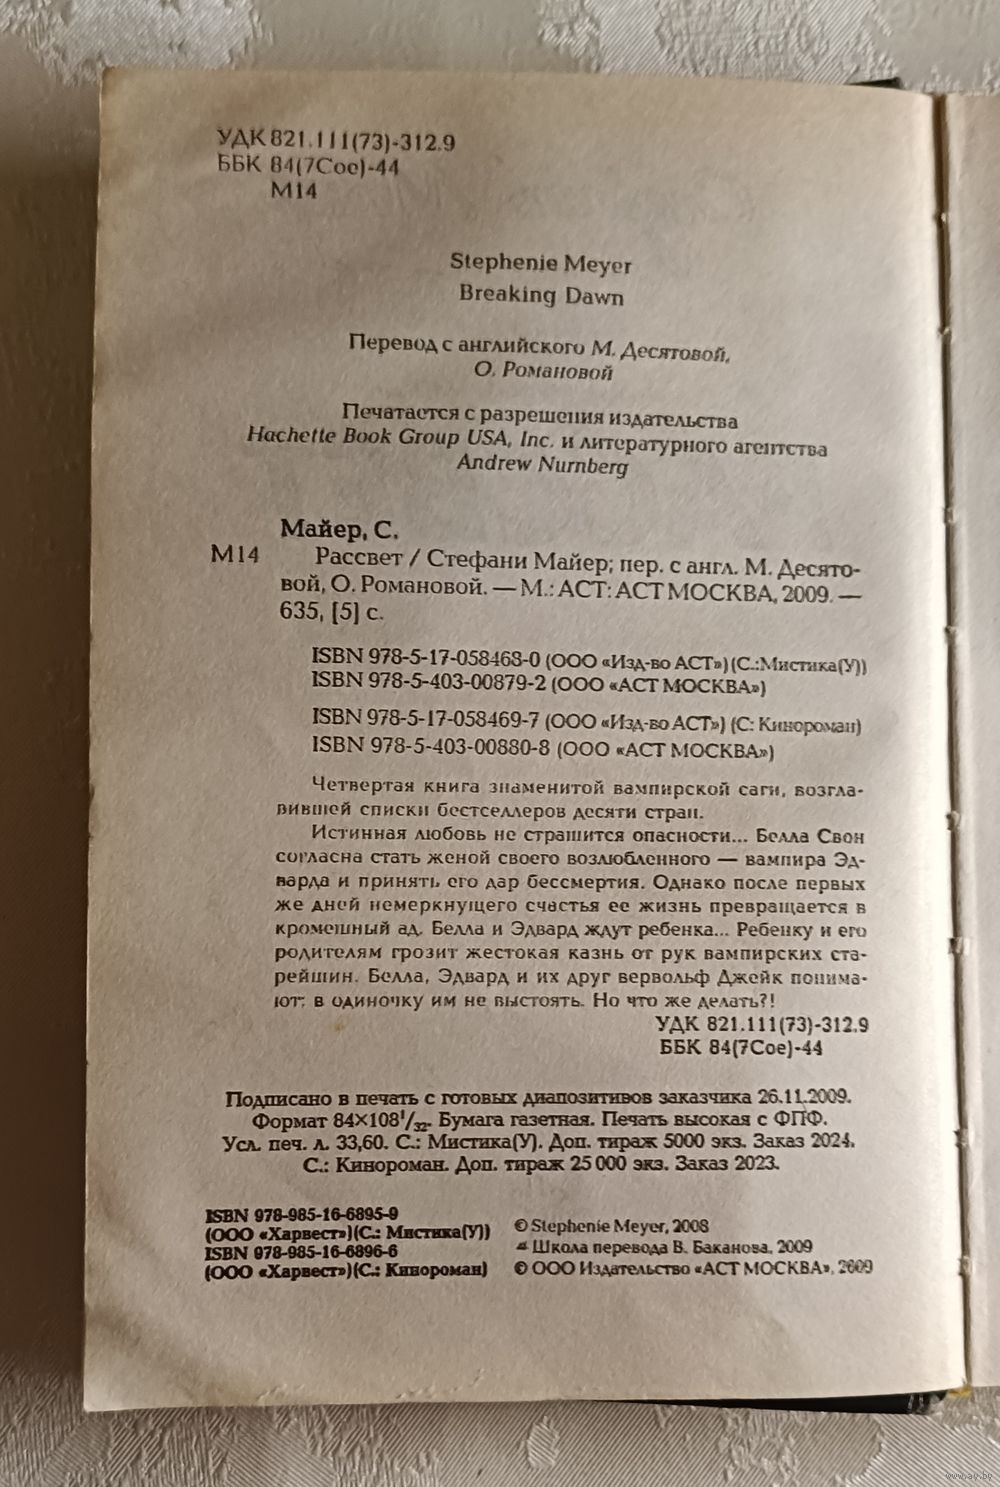 УДК 821.111(73)-312.9
ББК 84(7Сое)-44
М14
Stephenie Meyer
Breaking Dawn
Перевод с английского М. Десятовой,
О. Романовой
Печатается с разрешения издательства
Hachette Book Group USA, Inc. и литературного агентства
Andrew Nurnberg
Майер, С.
М14 Рассвет / Стефани Майер; пер. с англ. М. Десято-
вой, О. Романовой. — М.: АСТ: АСТ МОСКВА, 2009. —
635, [5] с.
ISBN 978-5-17-058468-0 (ООО «Изд-во АСТ») (С.:Мистика(У))
ISBN 978-5-403-00879-2 (ООО «АСТ МОСКВА»)
ISBN 978-5-17-058469-7 (ООО «Изд-во АСТ») (С: Кинороман)
ISBN 978-5-403-00880-8 (ООО «АСТ МОСКВА»)
Четвертая книга знаменитой вампирской саги, возгла-
вившей списки бестселлеров десяти стран.
Истинная любовь не страшится опасности... Белла Свон
согласна стать женой своего возлюбленного — вампира Эд-
варда и принять его дар бессмертия. Однако после первых
же дней немеркнущего счастья ее жизнь превращается в
кромешный ад. Белла и Эдвард ждут ребенка... Ребенку и его
родителям грозит жестокая казнь от рук вампирских ста-
рейшин. Белла, Эдвард и их друг вервольф Джейк понима-
ют: в одиночку им не выстоять. Но что же делать?!
УДК 821.111(73)-312.9
ББК 84(7Сое)-44
Подписано в печать с готовых диапозитивов заказчика 26.11.2009.
Формат 84×108¹/₃₂. Бумага газетная. Печать высокая с ФПФ.
Усл. печ. л. 33,60. С.: Мистика(У). Доп. тираж 5000 экз. Заказ 2024.
С.: Кинороман. Доп. тираж 25 000 экз. Заказ 2023.
ISBN 978-985-16-6895-9
(ООО «Харвест»)(С.: Мистика(У))
ISBN 978-985-16-6896-6
(ООО «Харвест»)(С.: Кинороман)
© Stephenie Meyer, 2008
Школа перевода В. Баканова, 2009
© ООО Издательство «АСТ МОСКВА», 2009
www.ay.by